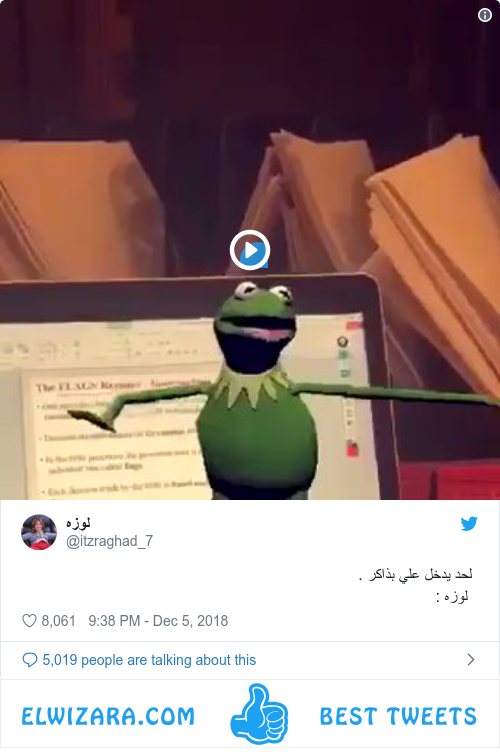 The FLAGS Register
لوزه
@itzraghad_7
لحد يدخل علي بذاكر .
لوزه :
8,061 9:38 PM - Dec 5, 2018
5,019 people are talking about this
ELWIZARA.COM BEST TWEETS